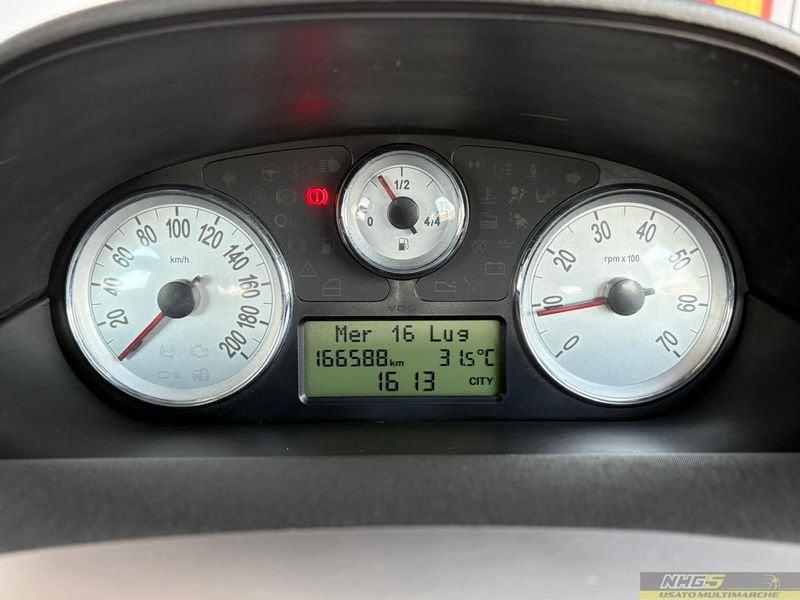 20 40 60 80 100 120 140 160 180 200
km/h
0 1/2 4/4
0 10 20 30 40 50 60 70
rpm x 100
VDO
Mer 16 Lug
166588 km 31.5°C
16 13 CITY
NHG5
USATO MULTIMARCHE